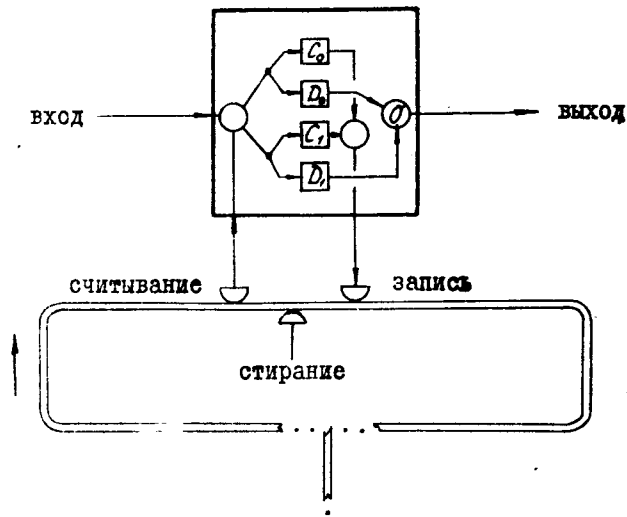 C₀
D₀
вход
σ
выход
C₁
D₁
считывание
запись
стирание